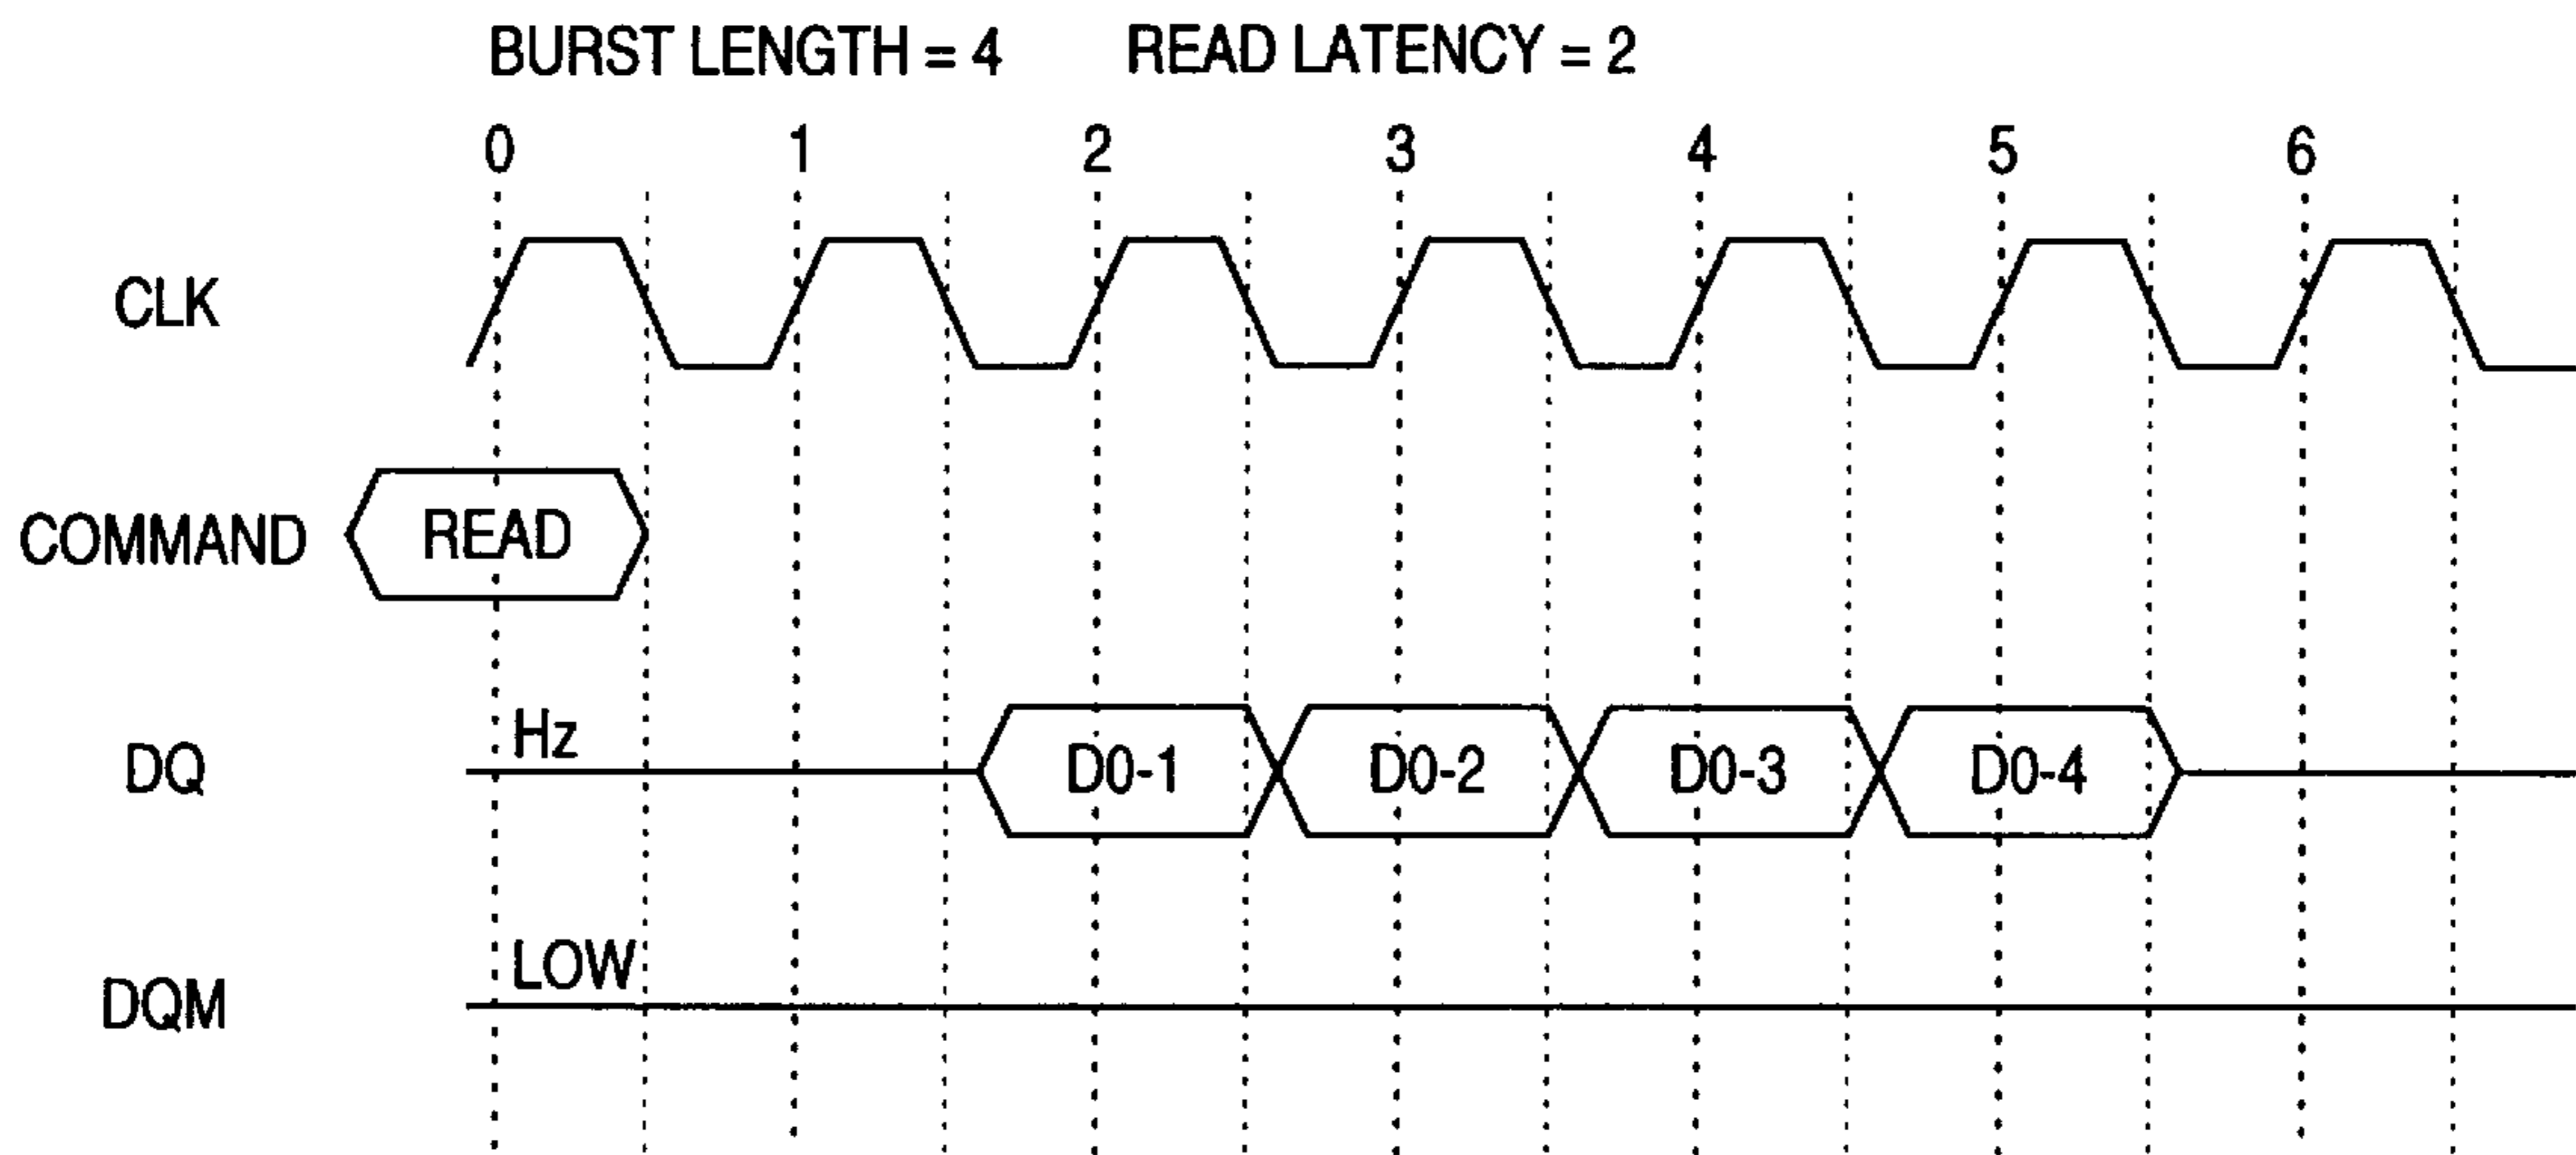 BURST LENGTH = 4 READ LATENCY = 2
0 1 2 3 4 5 6
CLK
COMMAND READ
Hz
DQ D0-1 D0-2 D0-3 D0-4
LOW
DQM